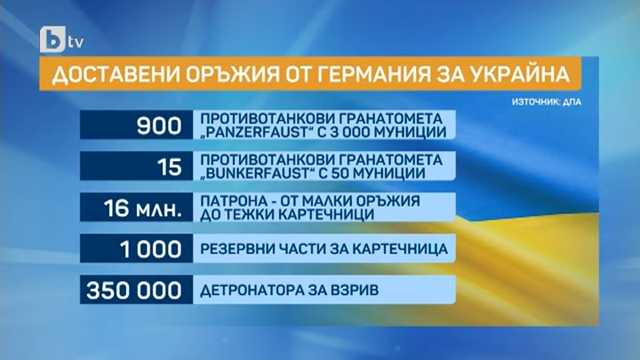 btv
ДОСТАВЕНИ ОРЪЖИЯ ОТ ГЕРМАНИЯ ЗА УКРАЙНА
ИЗТОЧНИК: ДПА
900
ПРОТИВОТАНКОВИ ГРАНАТОМЕТА
„PANZERFAUST“ С 3 000 МУНИЦИИ
15
ПРОТИВОТАНКОВИ ГРАНАТОМЕТА
„BUNKERFAUST“ С 50 МУНИЦИИ
16 млн.
ПАТРОНА - ОТ МАЛКИ ОРЪЖИЯ
ДО ТЕЖКИ КАРТЕЧНИЦИ
1 000
РЕЗЕРВНИ ЧАСТИ ЗА КАРТЕЧНИЦА
350 000
ДЕТРОНАТОРА ЗА ВЗРИВ